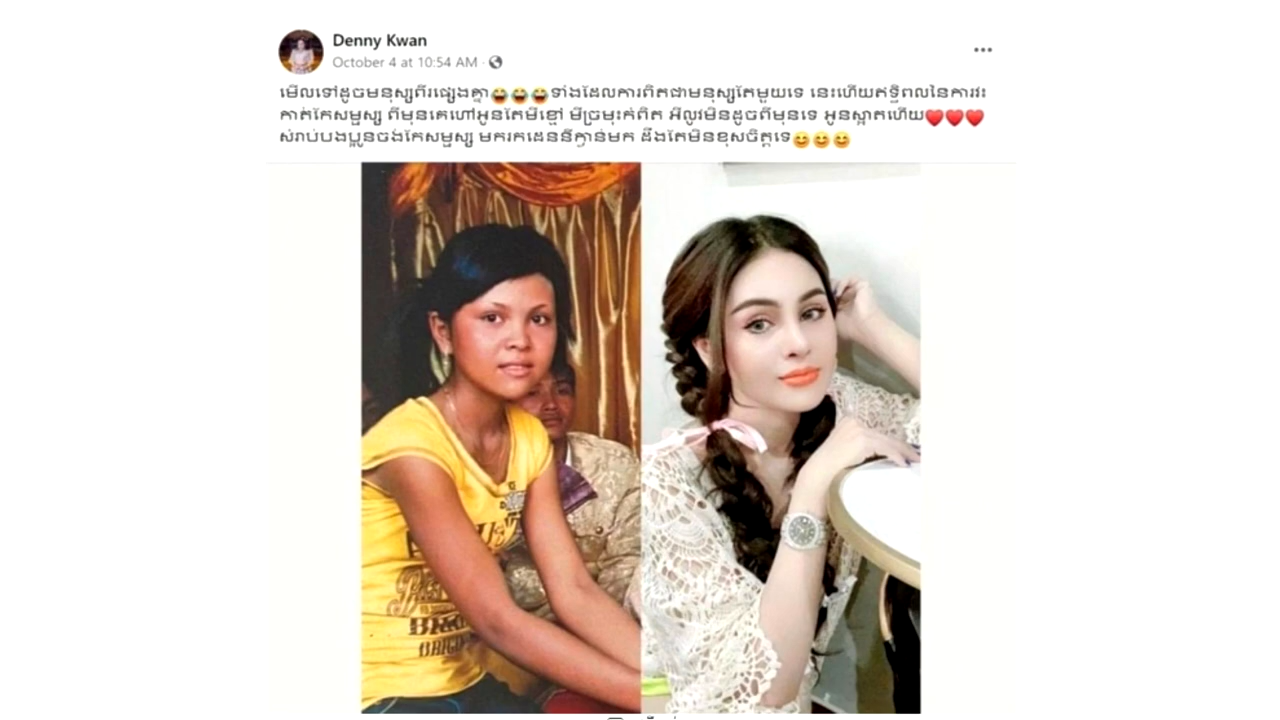 Denny Kwan
October 4 at 10:54 AM ·
មើលទៅដូចមនុស្សពីរផ្សេងគ្នា😂😂😂ទាំងដែលការពិតជាមនុស្សតែមួយទេ នេះហើយឥទ្ធិពលនៃការវះ
កាត់កែសម្ផស្ស ពីមុនគេហៅអូនតែមីខ្មៅ មីច្រមុះក់ពិត អីលូវមិនដូចពីមុនទេ អូនស្អាតហើយ❤️❤️❤️
សំរាប់បងប្អូនចង់កែសម្ផស្ស មករកដេននីក្វាន់មក ដឹងតែមិនខុសចិត្តទេ😊😊😊